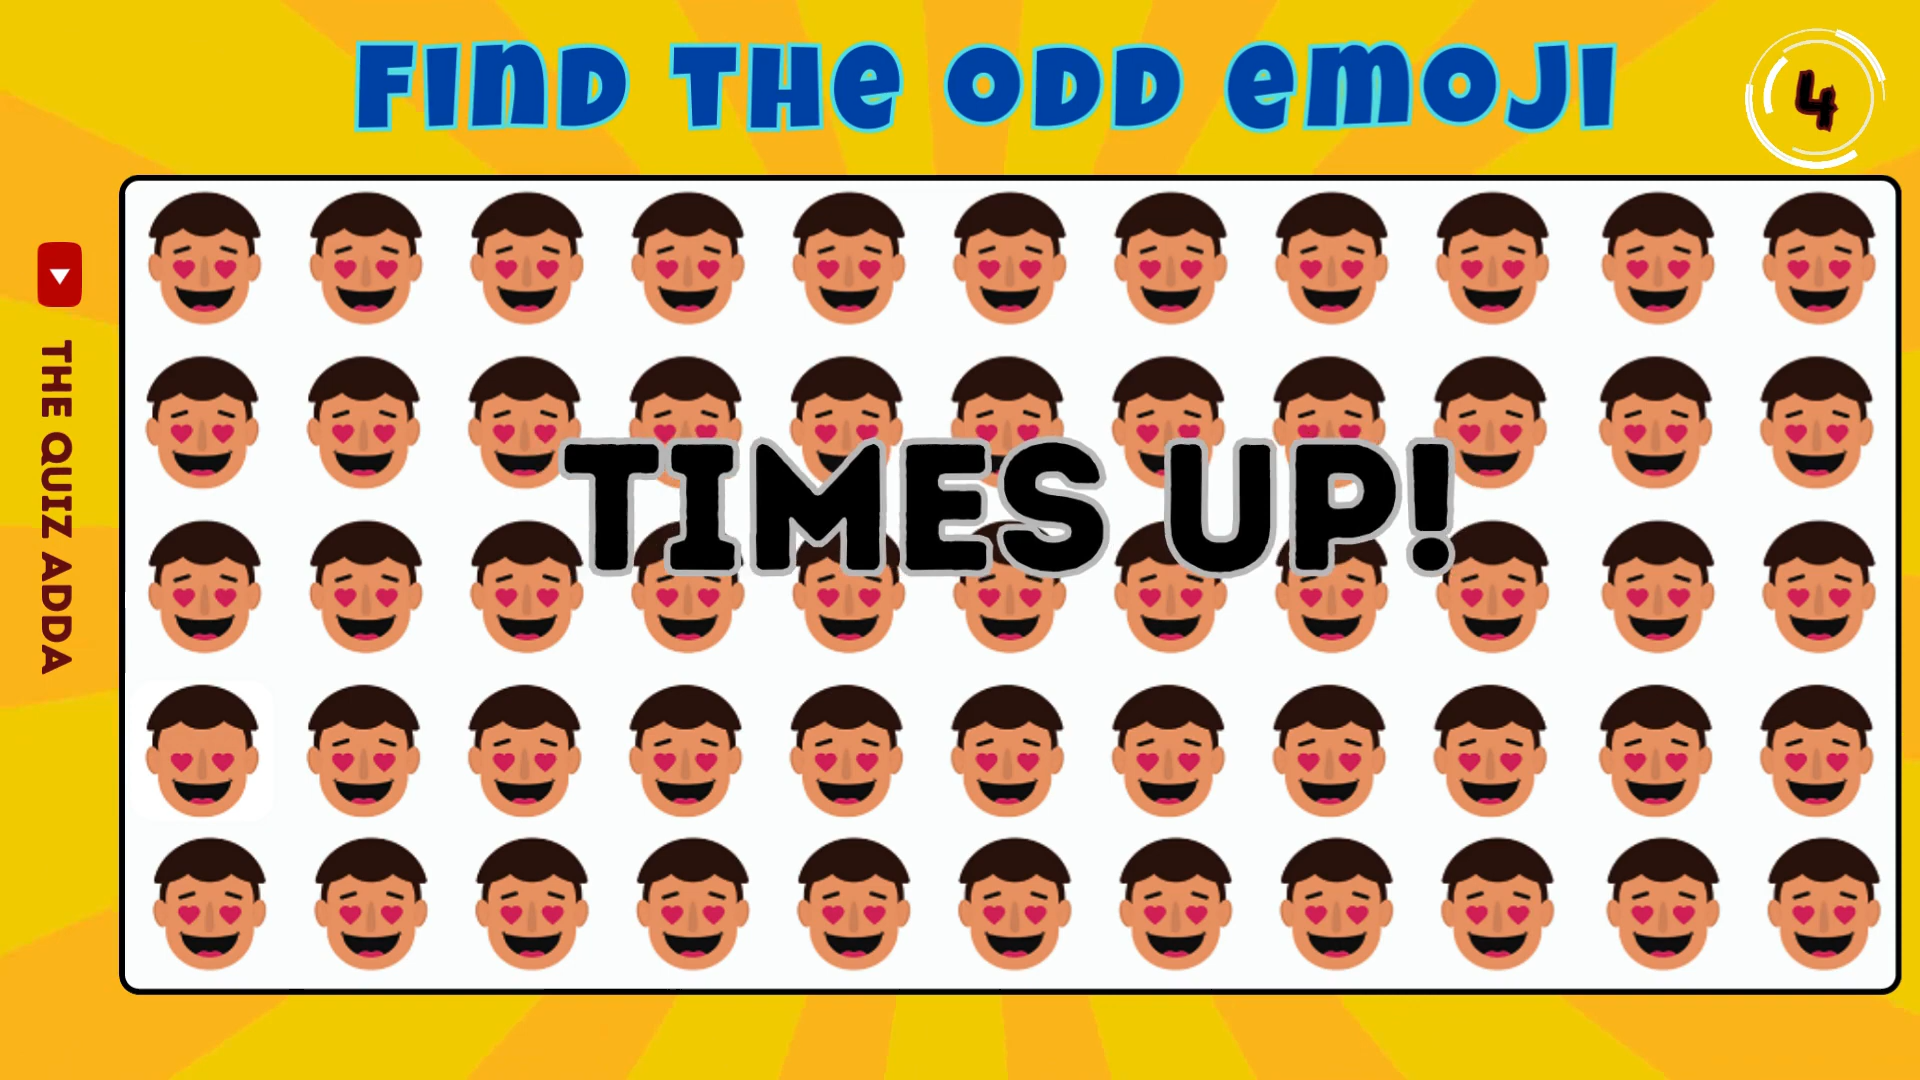 FIND THE ODD EMOJI
4
THE QUIZ ADDA
TIMES UP!